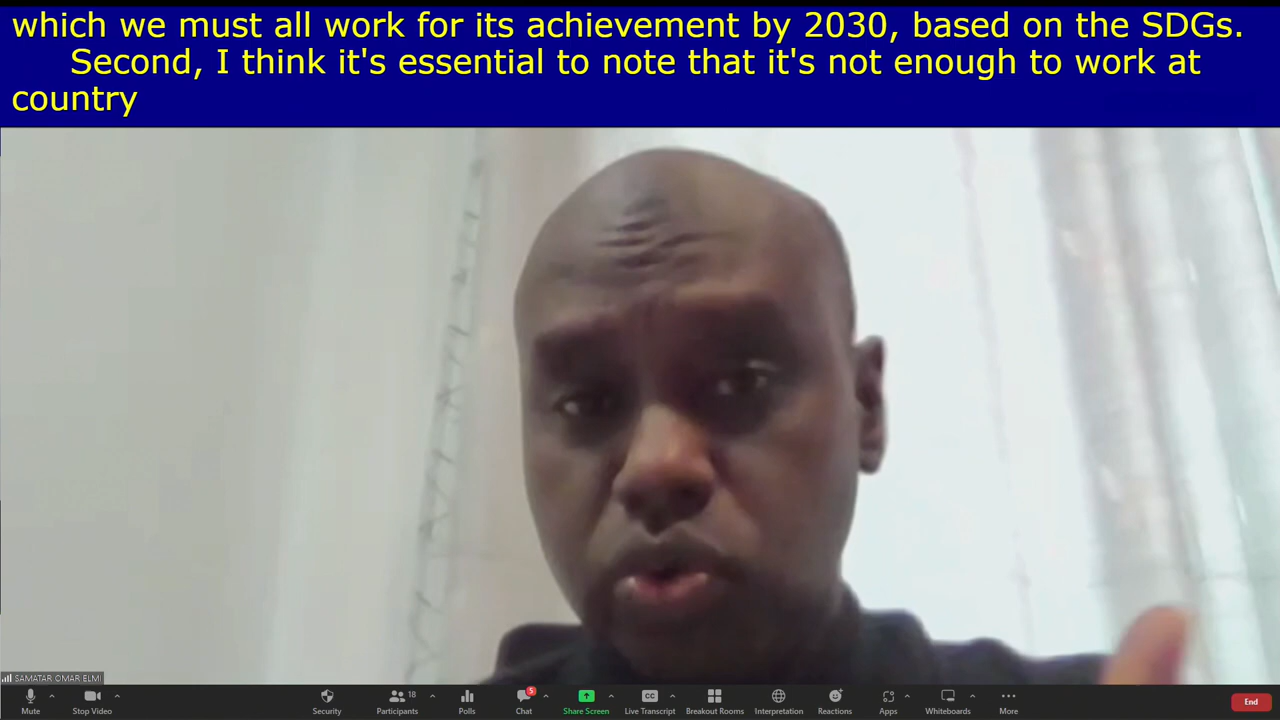 which we must all work for its achievement by 2030, based on the SDGs.
Second, I think it's essential to note that it's not enough to work at
country
SAMATAR OMAR ELMI
Mute
Stop Video
Security
Participants
18
Polls
Chat
5
Share Screen
CC
Live Transcript
Breakout Rooms
Interpretation
Reactions
Apps
Whiteboards
More
End